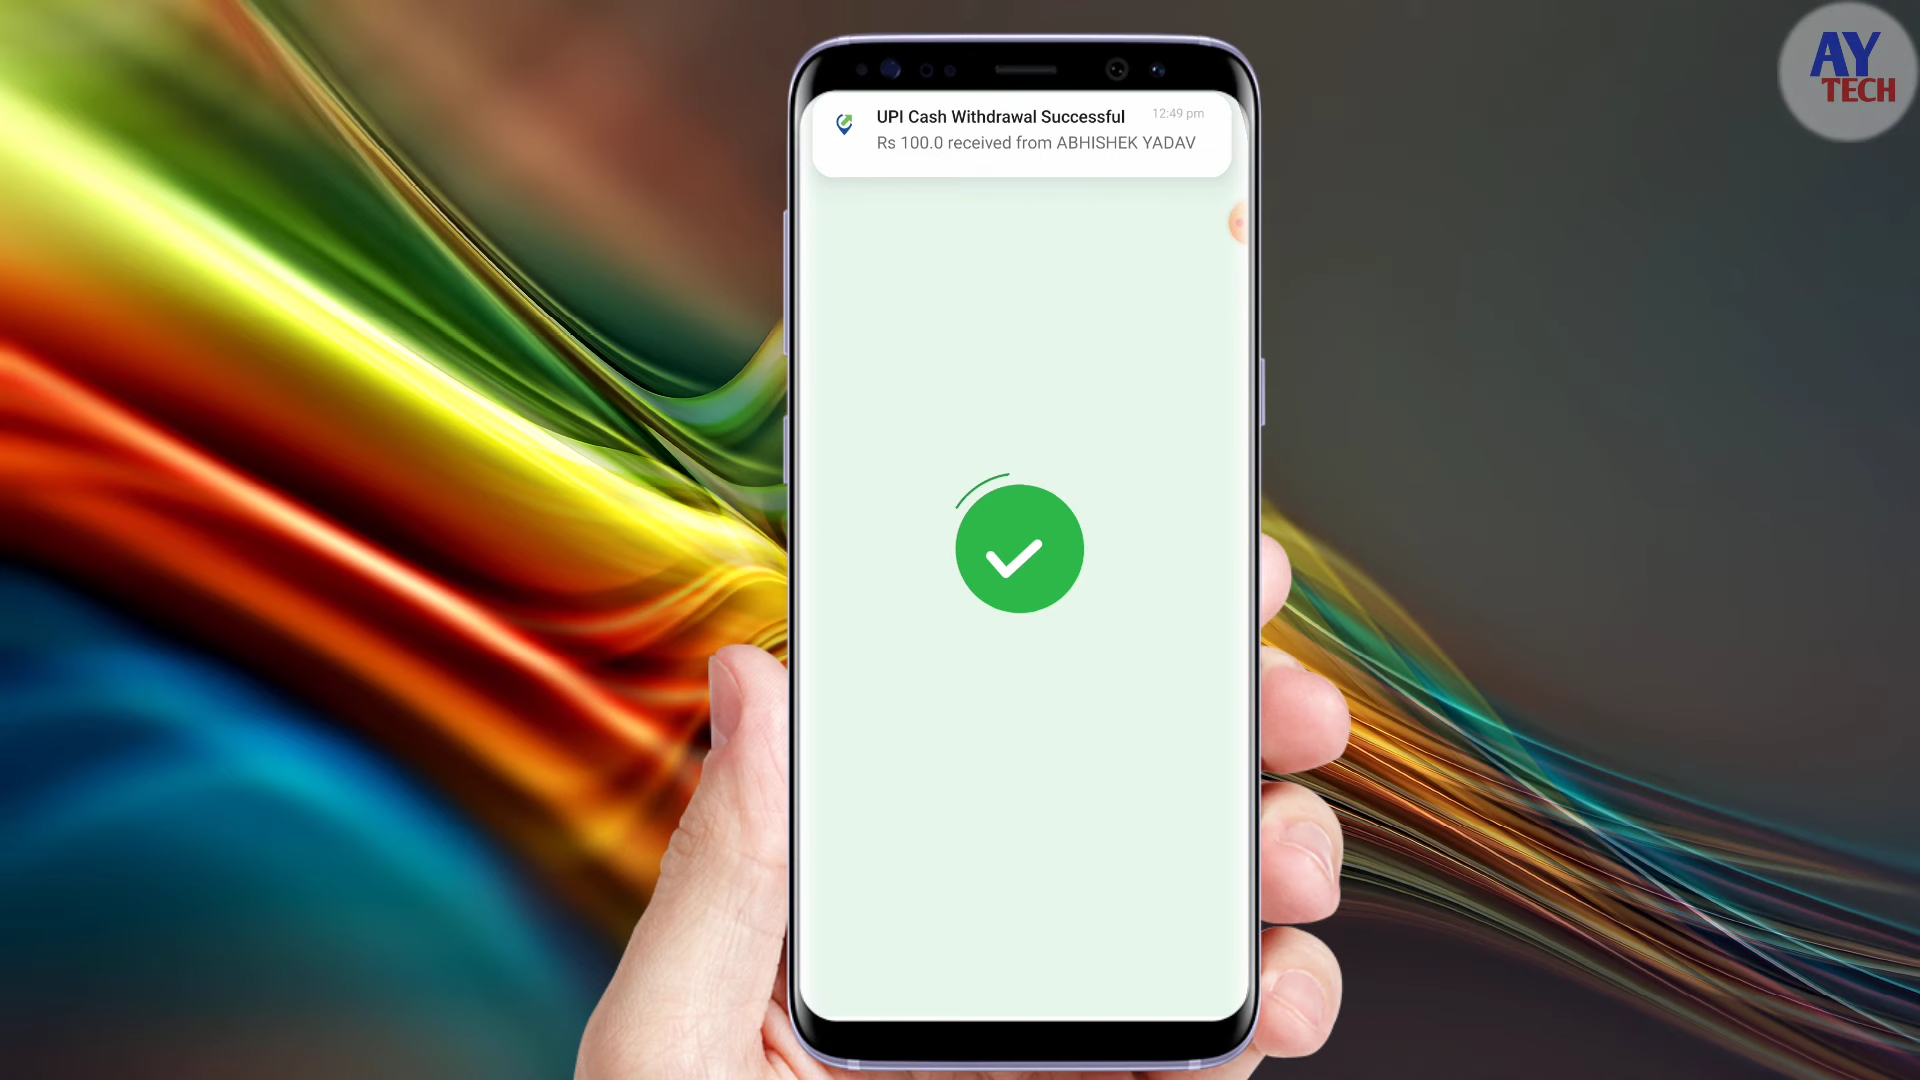 AY
TECH
UPI Cash Withdrawal Successful 12:49 pm
Rs 100.0 received from ABHISHEK YADAV